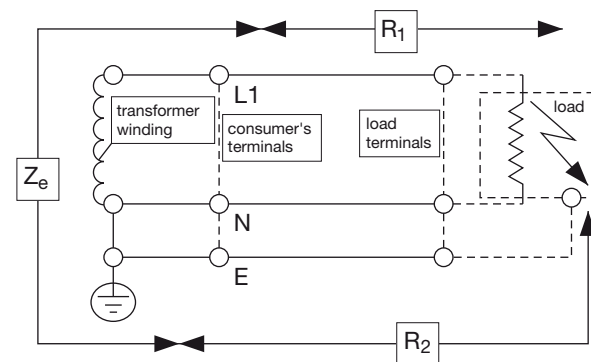 R1
L1
load
transformer
winding
consumer's
terminals
load
terminals
Ze
N
E
R2